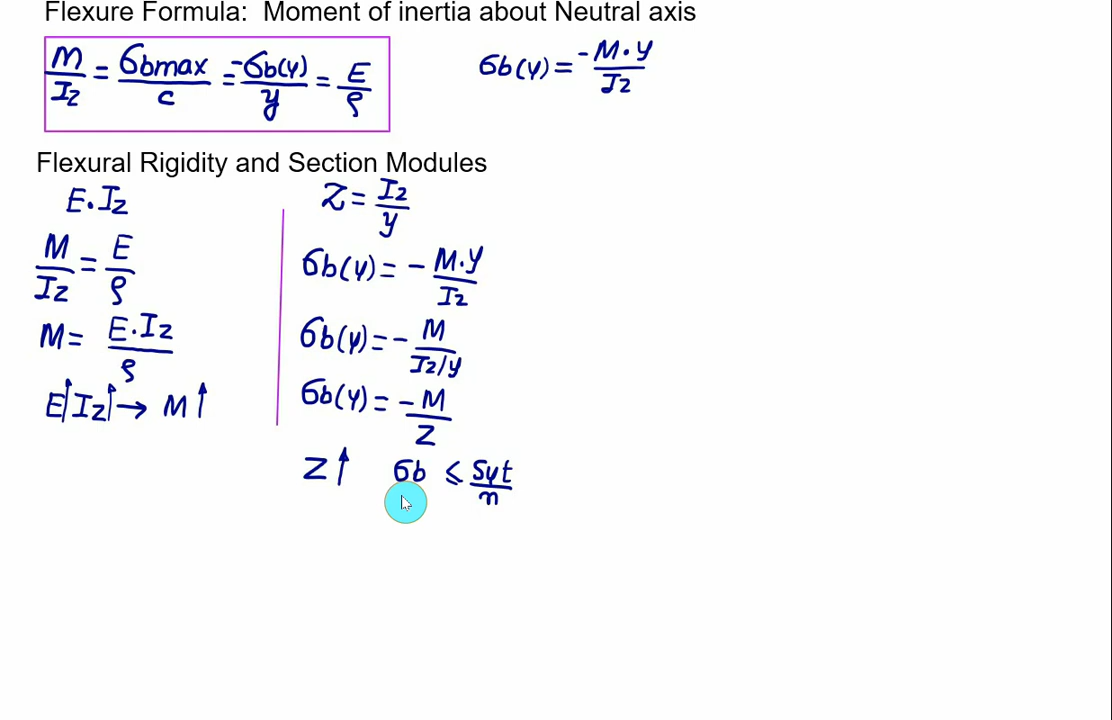 Flexure Formula: Moment of inertia about Neutral axis
M/Iz = σbmax/c = -σb(y)/y = E/ρ
σb(y) = -M·y/Iz
Flexural Rigidity and Section Modules
E·Iz
M/Iz = E/ρ
M = E·Iz/ρ
E↑Iz↑ → M↑
Z = Iz/y
σb(y) = - M·y/Iz
σb(y) = - M/Iz/y
σb(y) = -M/Z
Z↑ σb ≤ Syt/n